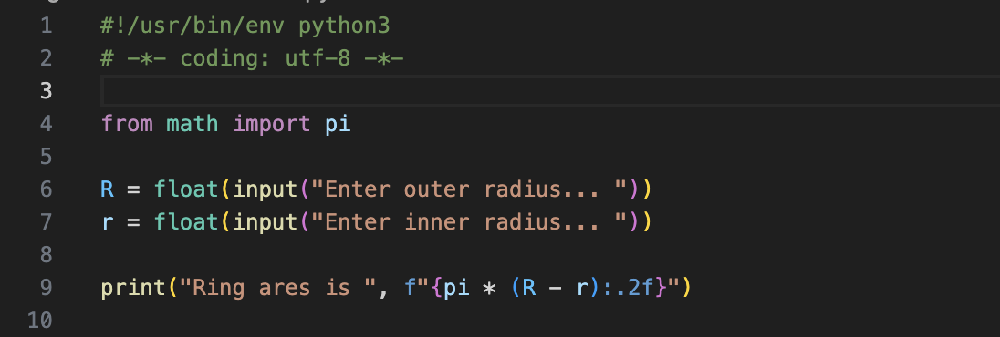 1 #!/usr/bin/env python3
2 # -*- coding: utf-8 -*-
3
4 from math import pi
5
6 R = float(input("Enter outer radius... "))
7 r = float(input("Enter inner radius... "))
8
9 print("Ring ares is ", f"{pi * (R - r):.2f}")
10